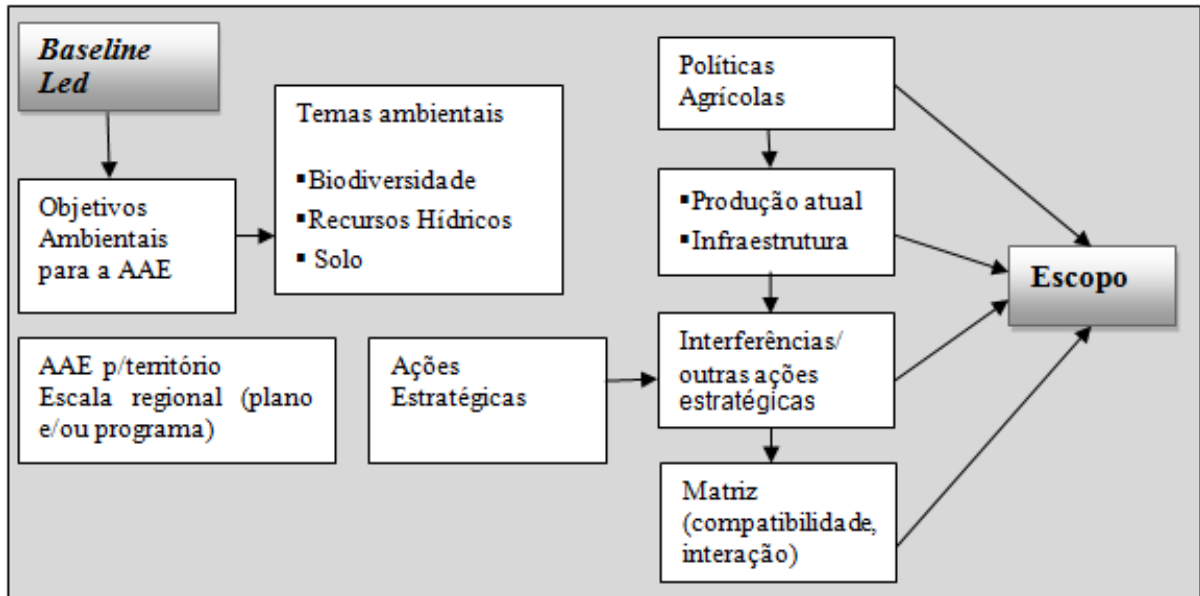 Baseline
Led
Objetivos
Ambientais
para a AAE
Temas ambientais
▪Biodiversidade
▪Recursos Hídricos
▪ Solo
AAE p/território
Escala regional (plano
e/ou programa)
Ações
Estratégicas
Políticas
Agrícolas
▪Produção atual
▪Infraestrutura
Interferências/
outras ações
estratégicas
Matriz
(compatibilidade,
interação)
Escopo